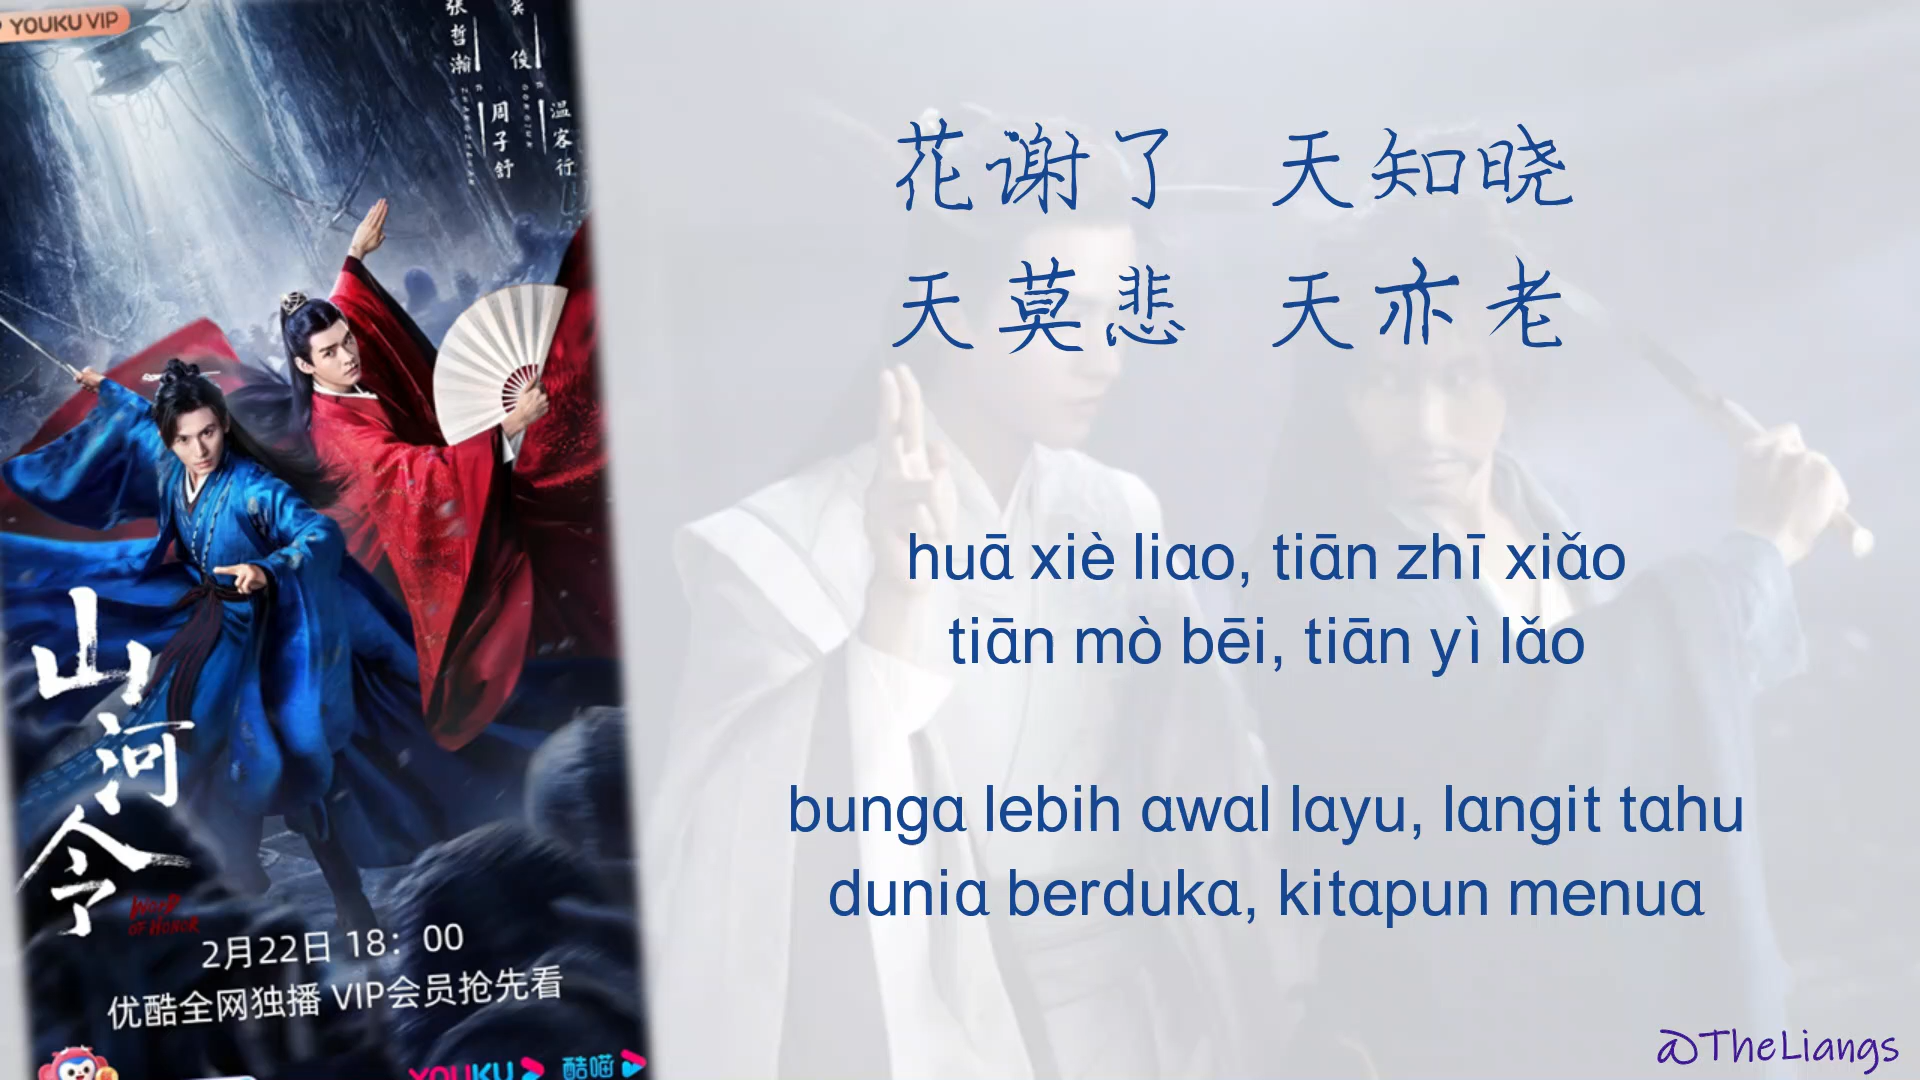 YOUKU VIP
张哲瀚
周子舒
俊
温客行
山河令
WORD OF HONOR
2月22日 18：00
优酷全网独播 VIP会员抢先看
YOUKU 酷喵
花谢了 天知晓
天莫悲 天亦老
huā xiè liao, tiān zhī xiǎo
tiān mò bēi, tiān yì lǎo
bunga lebih awal layu, langit tahu
dunia berduka, kitapun menua
@TheLiangs